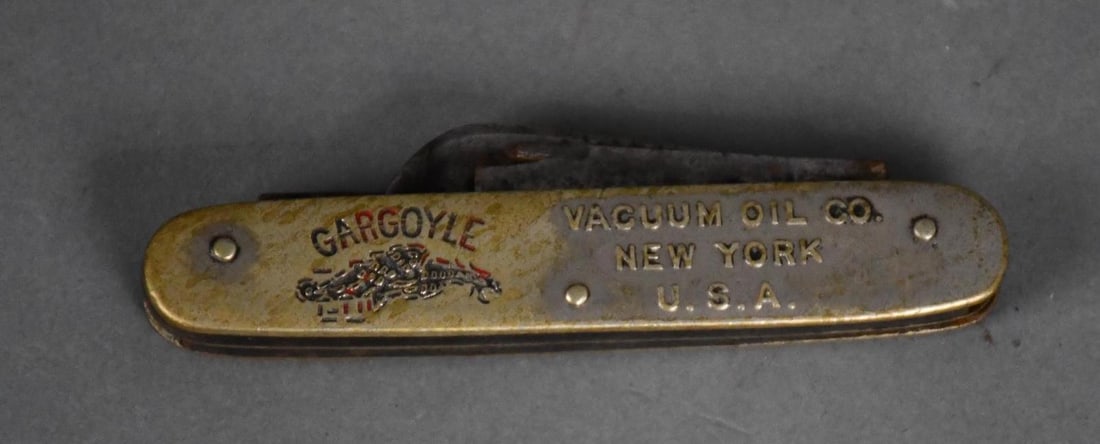 GARGOYLE
VACUUM OIL CO.
NEW YORK
U.S.A.